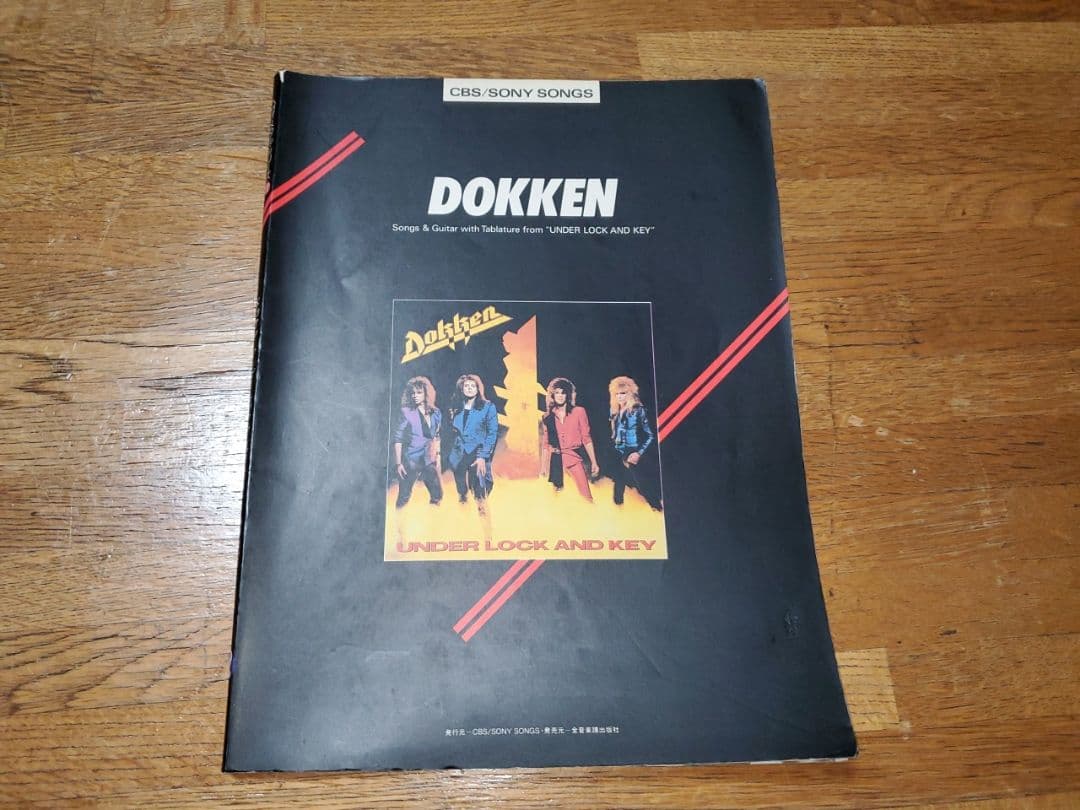 CBS/SONY SONGS
DOKKEN
Songs & Guitar with Tablature from "UNDER LOCK AND KEY"
Dokken
UNDER LOCK AND KEY
発行元—CBS/SONY SONGS・発売元—全音楽譜出版社